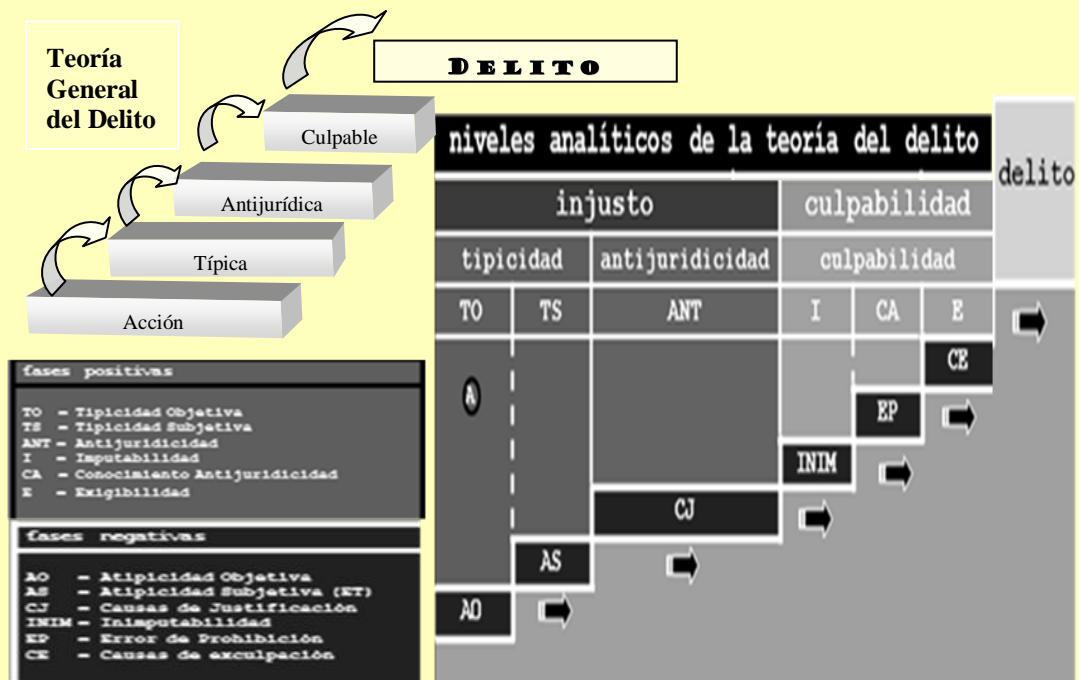 Teoría
General
del Delito
DELITO
Culpable
Antijurídica
Típica
Acción
niveles analíticos de la teoría del delito
delito
injusto culpabilidad
tipicidad antijuridicidad culpabilidad
TO TS ANT I CA E
A
CE
EP
INIM
CJ
AS
AO
fases positivas
TO - Tipicidad Objetiva
TS - Tipicidad Subjetiva
ANT - Antijuridicidad
I - Imputabilidad
CA - Conocimiento Antijuridicidad
E - Exigibilidad
fases negativas
AO - Atipicidad Objetiva
AS - Atipicidad Subjetiva (ET)
CJ - Causas de Justificación
INIM - Inimputabilidad
EP - Error de Prohibición
CE - Causas de exculpación